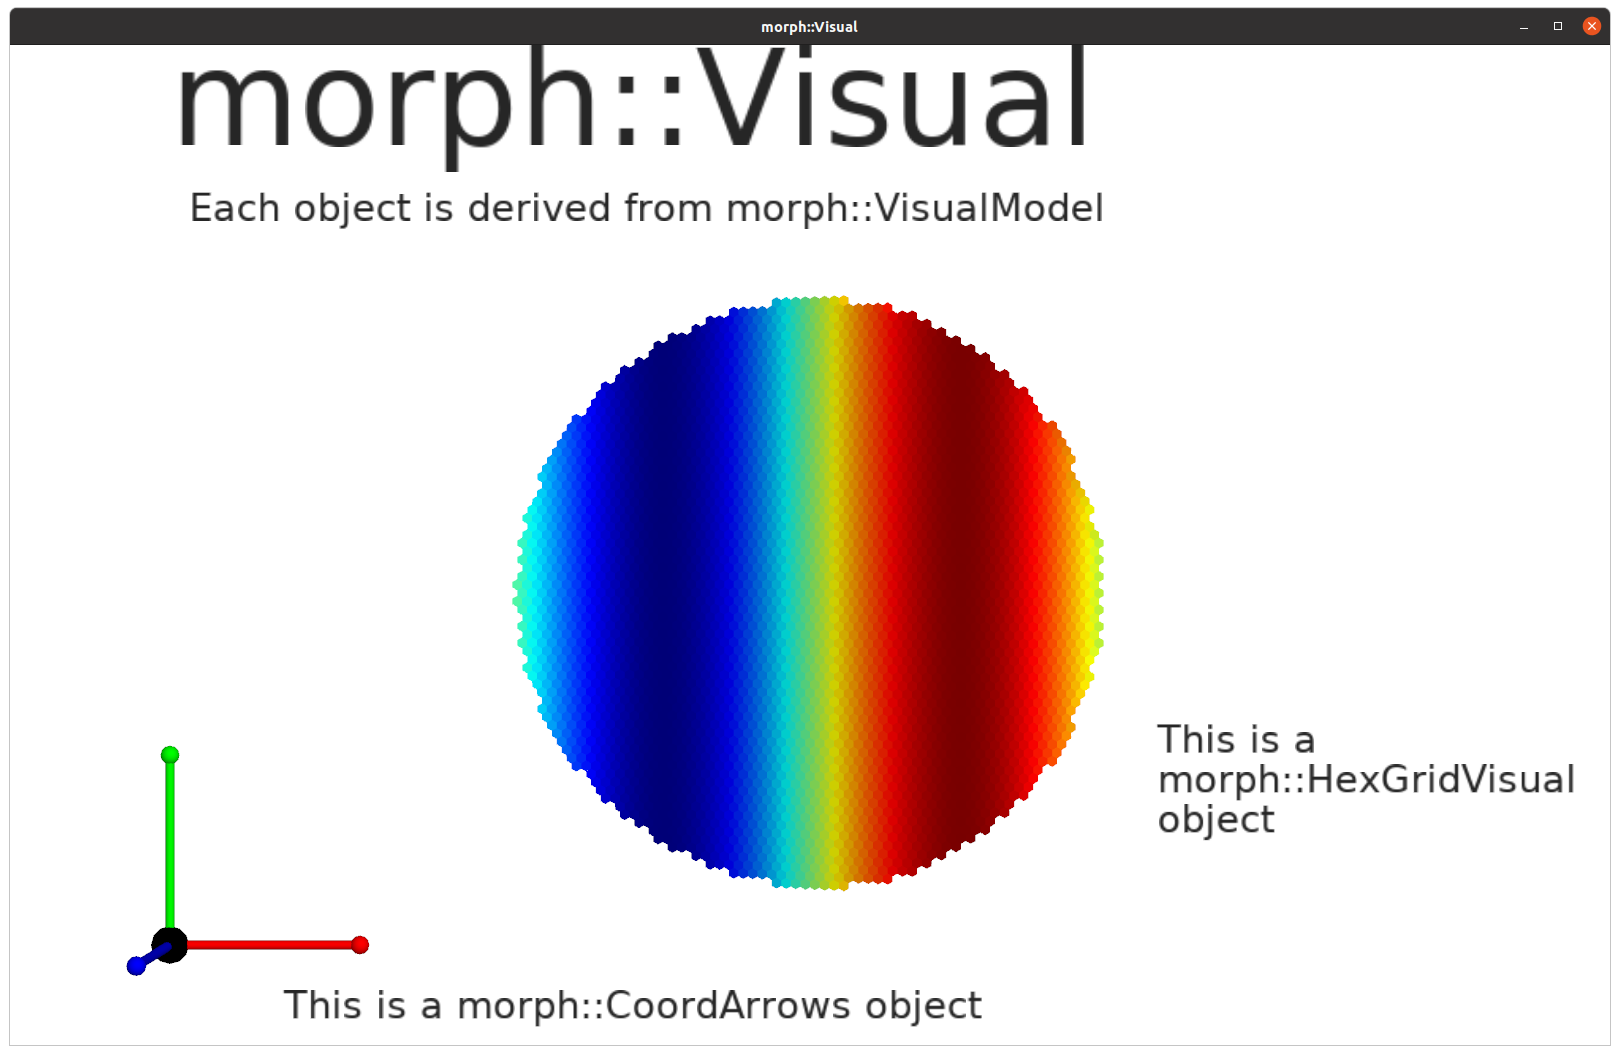 morph::Visual
morph::Visual
Each object is derived from morph::VisualModel
This is a
morph::HexGridVisual
object
This is a morph::CoordArrows object